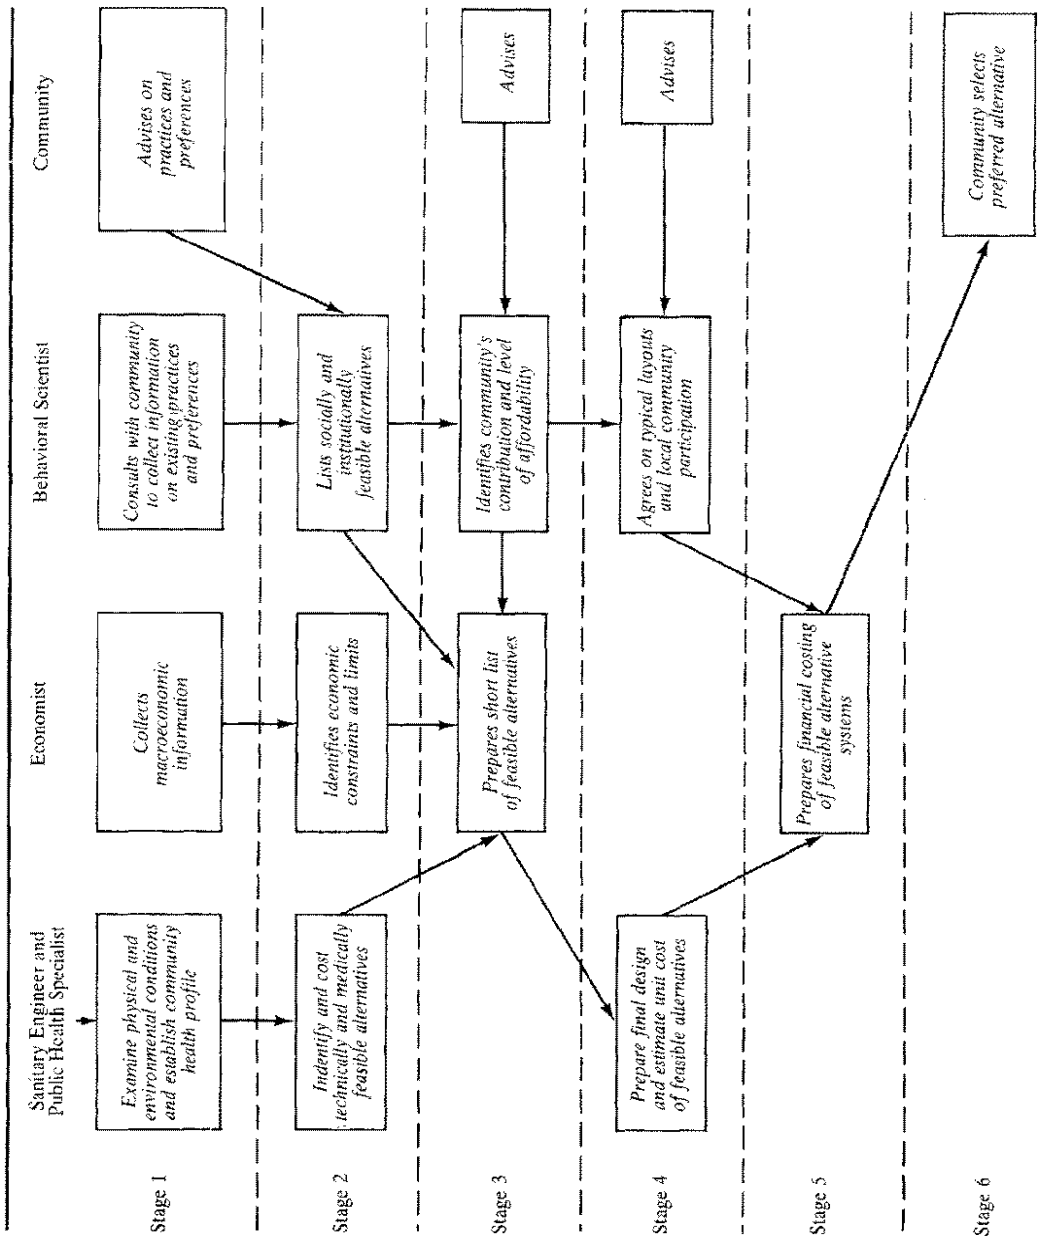 Sanitary Engineer and
Public Health Specialist
Economist
Behavioral Scientist
Community
Stage 1
Examine physical and
environmental conditions
and establish community
health profile
Collects
macroeconomic
information
Consults with community
to collect information
on existing practices
and preferences
Advises on
practices and
preferences
Stage 2
Indentify and cost
technically and medically
feasible alternatives
Identifies economic
constraints and limits
Lists socially and
institutionally
feasible alternatives
Stage 3
Prepares short list
of feasible alternatives
Identifies community's
contribution and level
of affordability
Advises
Stage 4
Prepare final design
and estimate unit cost
of feasible alternatives
Agrees on typical layouts
and local community
participation
Advises
Stage 5
Prepares financial costing
of feasible alternative
systems
Stage 6
Community selects
preferred alternative